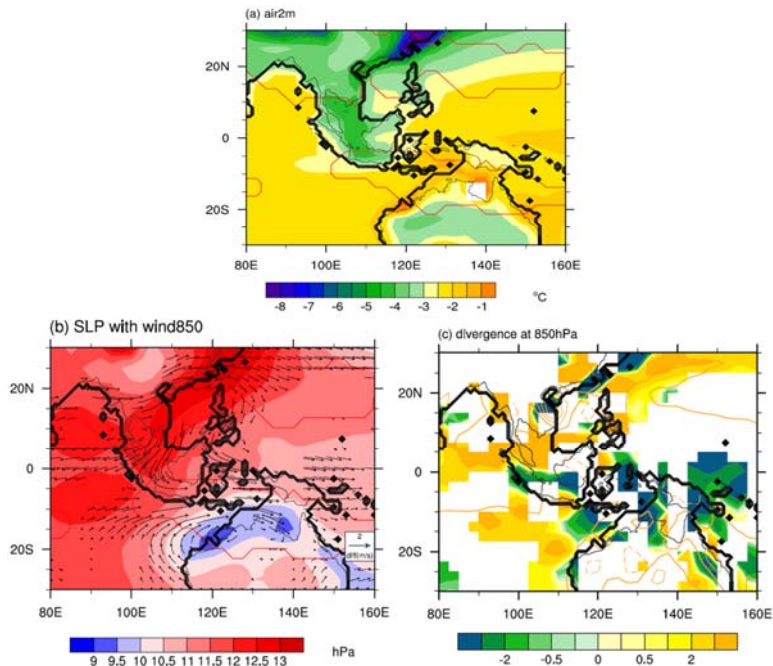 (a) air2m
20N
0
20S
80E 100E 120E 140E 160E
-8 -7 -6 -5 -4 -3 -2 -1 °C
(b) SLP with wind850
20N
0
20S
2
diff(m/s)
80E 100E 120E 140E 160E
9 9.5 10 10.5 11 11.5 12 12.5 13 hPa
(c) divergence at 850hPa
20N
0
20S
80E 100E 120E 140E 160E
-2 -0.5 0 0.5 2